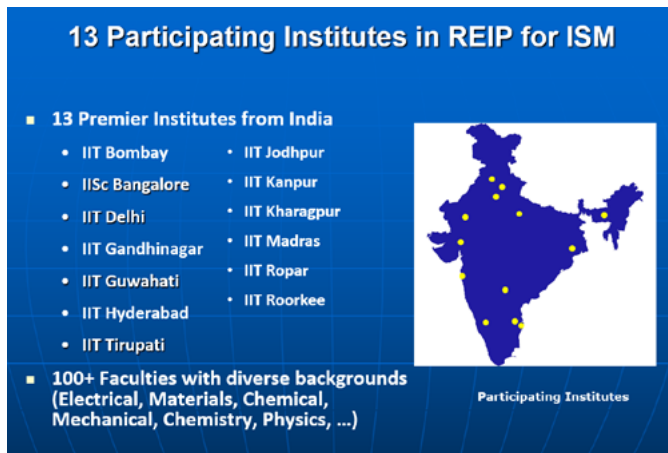 13 Participating Institutes in REIP for ISM
13 Premier Institutes from India
• IIT Bombay
• IISc Bangalore
• IIT Delhi
• IIT Gandhinagar
• IIT Guwahati
• IIT Hyderabad
• IIT Tirupati
• IIT Jodhpur
• IIT Kanpur
• IIT Kharagpur
• IIT Madras
• IIT Ropar
• IIT Roorkee
100+ Faculties with diverse backgrounds
(Electrical, Materials, Chemical,
Mechanical, Chemistry, Physics, ...)
Participating Institutes